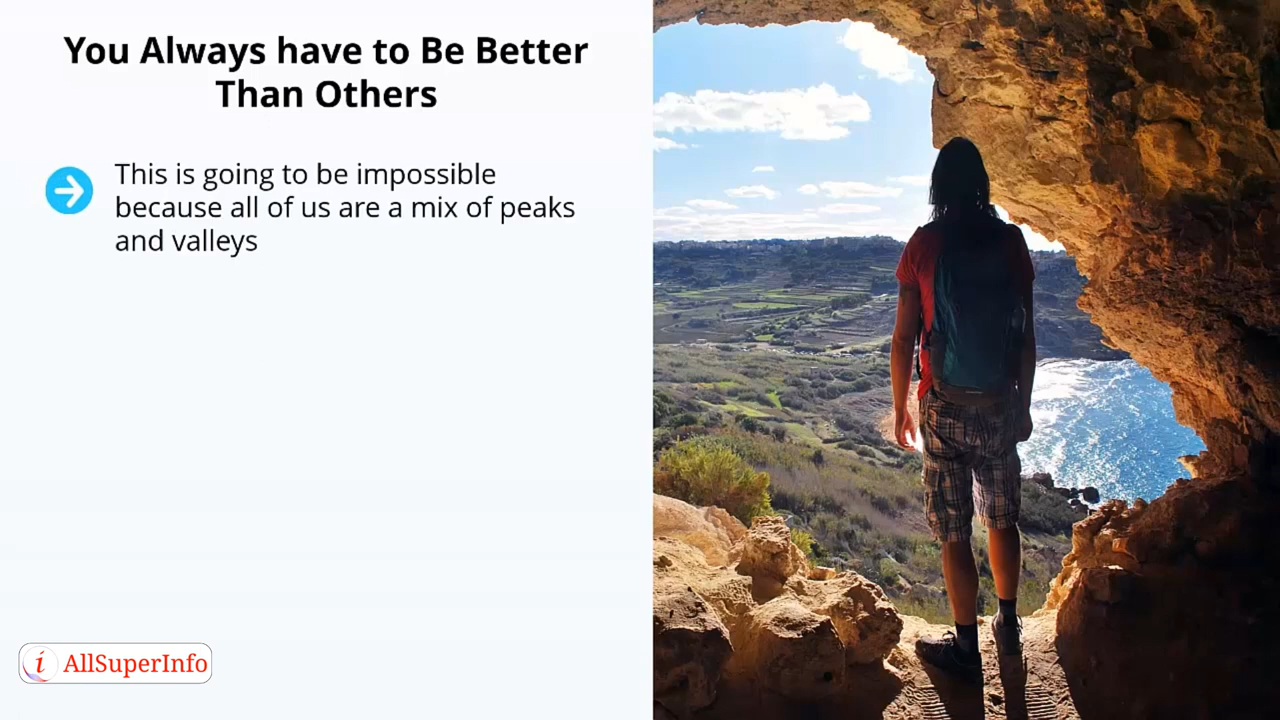 You Always have to Be Better
Than Others
This is going to be impossible
because all of us are a mix of peaks
and valleys
i AllSuperInfo